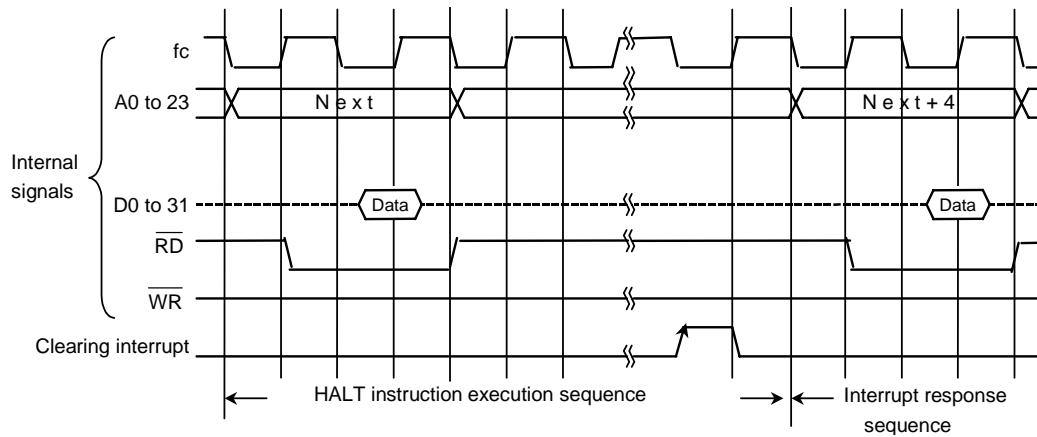 fc
A0 to 23
N e x t
N e x t + 4
Internal
signals
D0 to 31
Data
Data
RD
WR
Clearing interrupt
HALT instruction execution sequence
Interrupt response
sequence